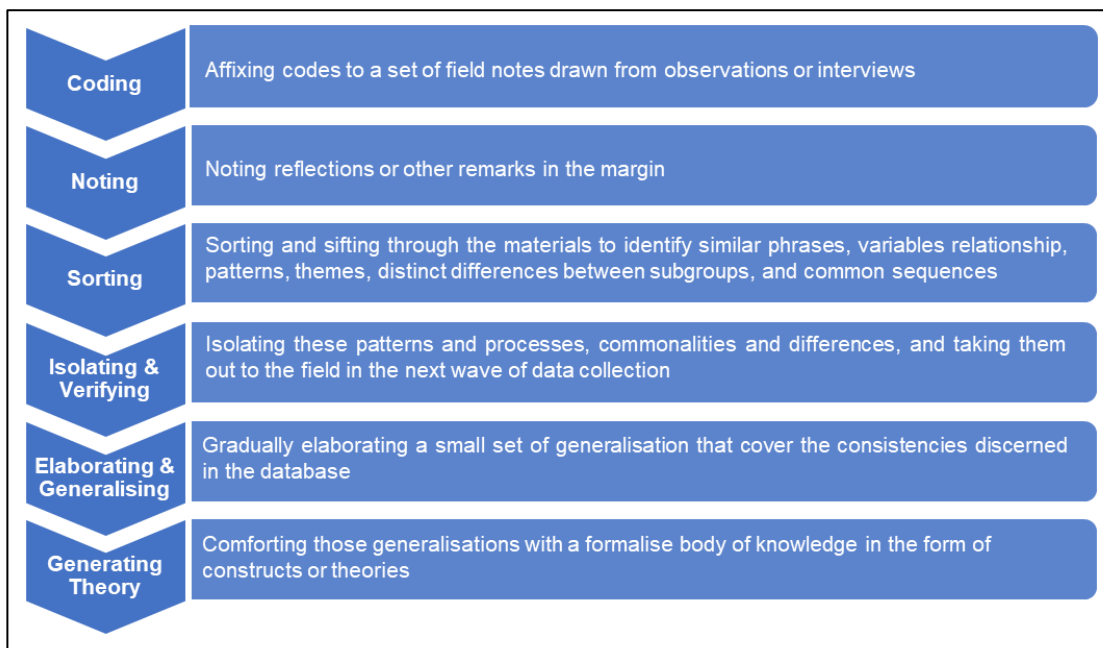 Coding
Affixing codes to a set of field notes drawn from observations or interviews
Noting
Noting reflections or other remarks in the margin
Sorting
Sorting and sifting through the materials to identify similar phrases, variables relationship,
patterns, themes, distinct differences between subgroups, and common sequences
Isolating &
Verifying
Isolating these patterns and processes, commonalities and differences, and taking them
out to the field in the next wave of data collection
Elaborating &
Generalising
Gradually elaborating a small set of generalisation that cover the consistencies discerned
in the database
Generating
Theory
Comforting those generalisations with a formalise body of knowledge in the form of
constructs or theories